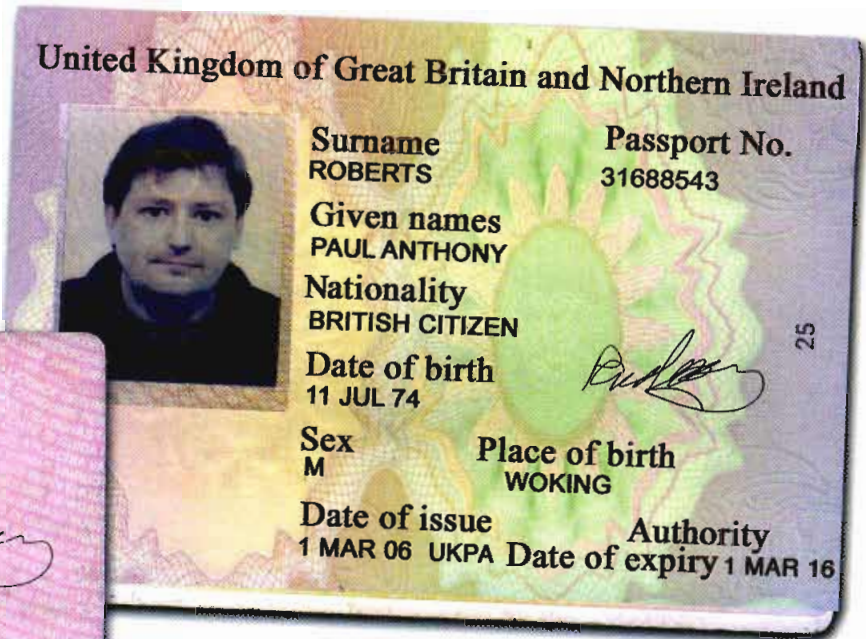 United Kingdom of Great Britain and Northern Ireland
Surname Passport No.
ROBERTS 31688543
Given names
PAUL ANTHONY
Nationality
BRITISH CITIZEN
Date of birth
11 JUL 74
25
Sex Place of birth
M WOKING
Date of issue Authority
1 MAR 06 UKPA Date of expiry 1 MAR 16